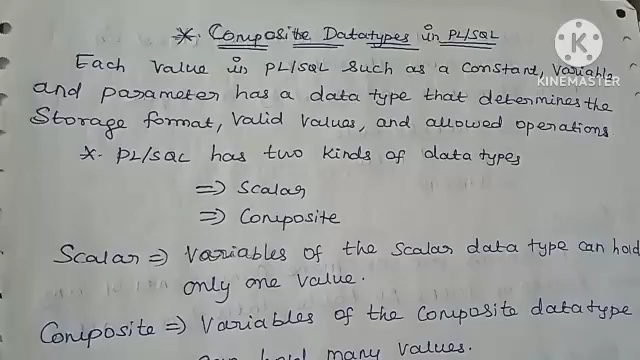 *. Composite Datatypes in PL/SQL
Each value in PL/SQL such as a constant, variable
and parameter has a data type that determines the
Storage format, valid values, and allowed operations
*. PL/SQL has two kinds of data types
=> Scalar
=> Composite
Scalar => Variables of the Scalar data type can hold
only one value.
Composite => Variables of the Composite datatype
can hold many values.
K
KINEMASTER